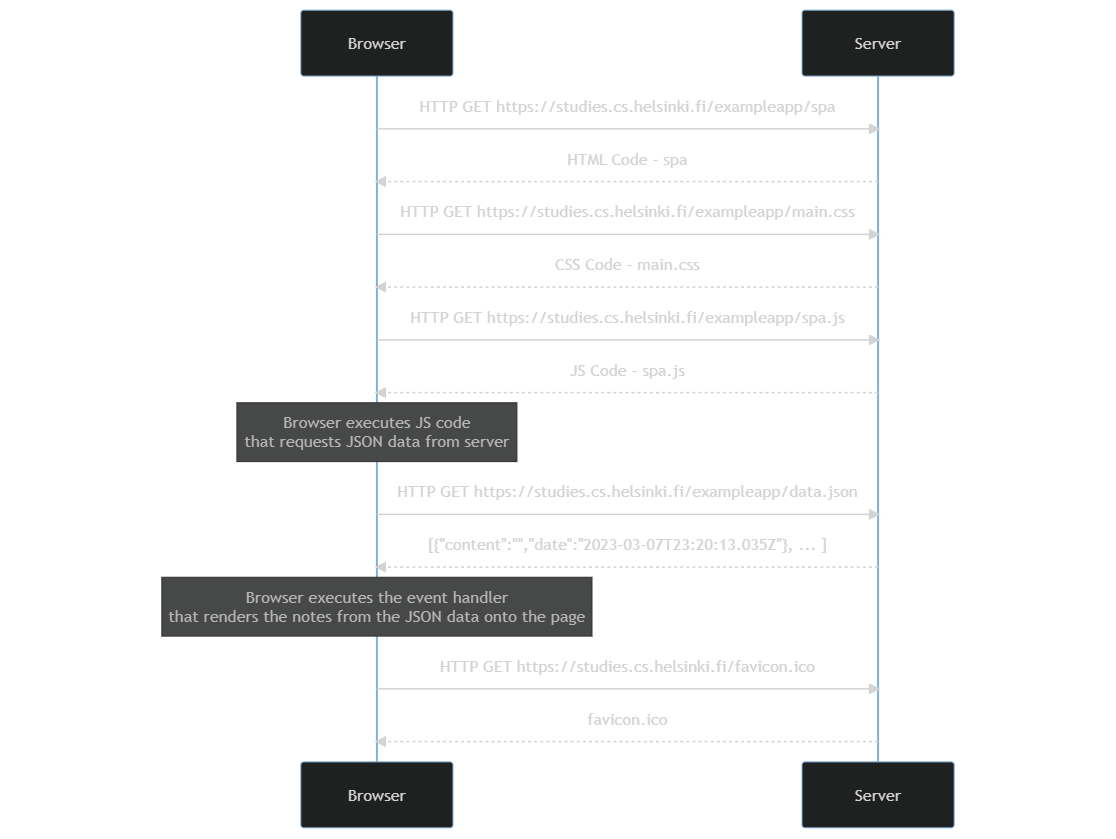 Browser
Server
HTTP GET https://studies.cs.helsinki.fi/exampleapp/spa
HTML Code - spa
HTTP GET https://studies.cs.helsinki.fi/exampleapp/main.css
CSS Code - main.css
HTTP GET https://studies.cs.helsinki.fi/exampleapp/spa.js
JS Code - spa.js
Browser executes JS code
that requests JSON data from server
HTTP GET https://studies.cs.helsinki.fi/exampleapp/data.json
[{"content":"","date":"2023-03-07T23:20:13.035Z"}, ... ]
Browser executes the event handler
that renders the notes from the JSON data onto the page
HTTP GET https://studies.cs.helsinki.fi/favicon.ico
favicon.ico
Browser
Server